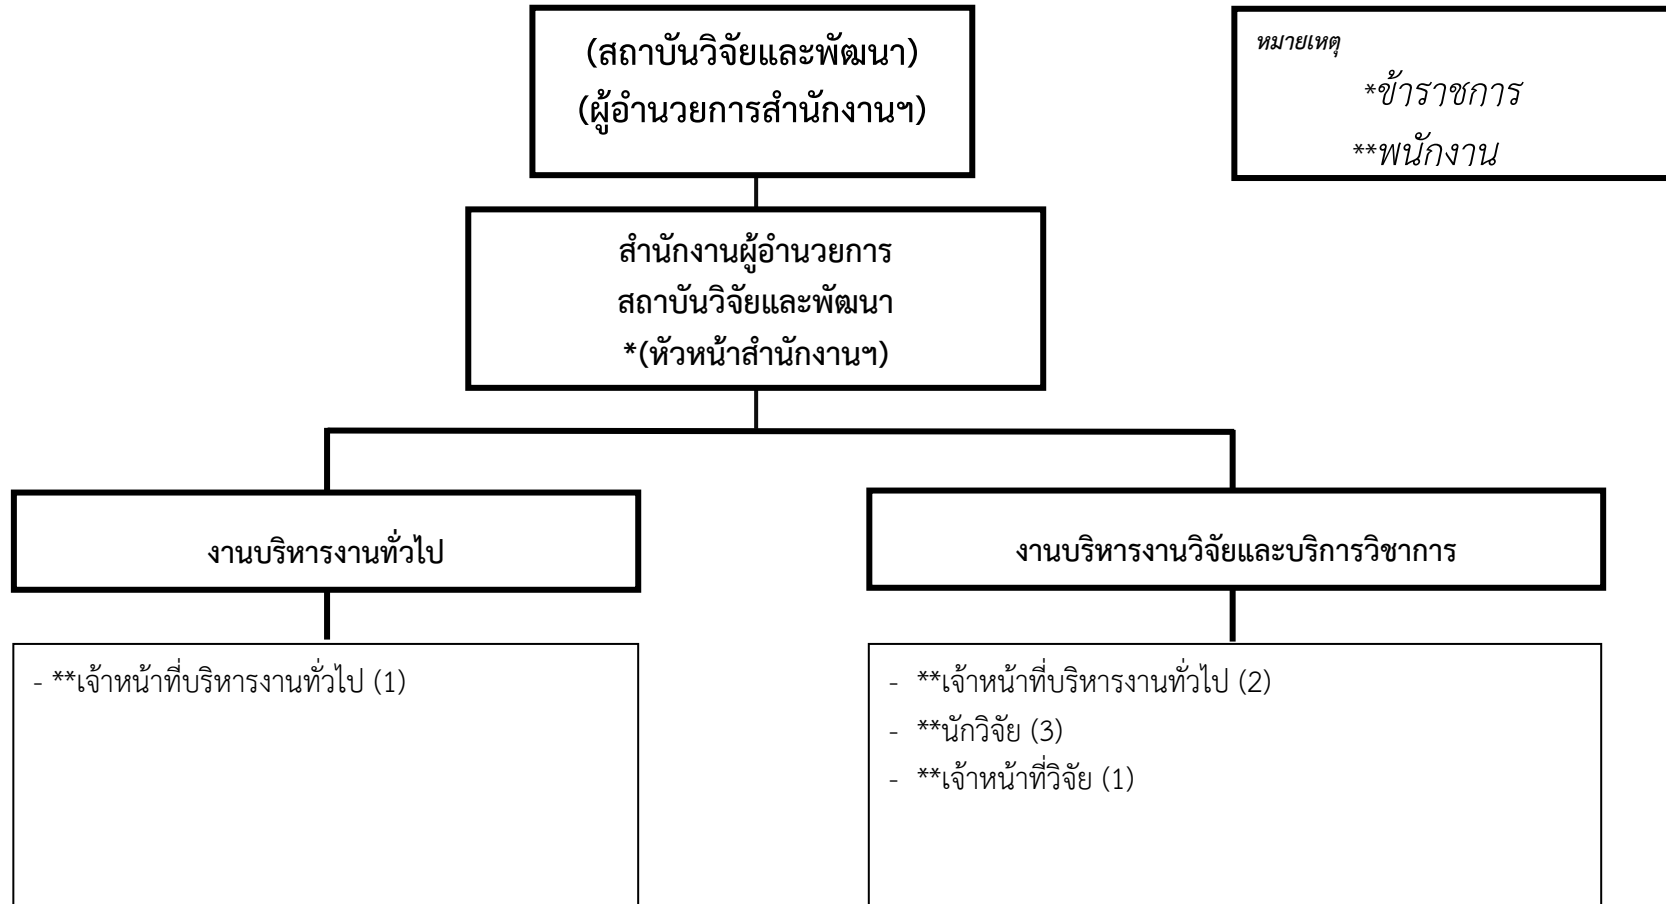 (สถาบันวิจัยและพัฒนา)
(ผู้อำนวยการสำนักงานฯ)
หมายเหตุ
*ข้าราชการ
**พนักงาน
สำนักงานผู้อำนวยการ
สถาบันวิจัยและพัฒนา
*(หัวหน้าสำนักงานฯ)
งานบริหารงานทั่วไป
งานบริหารงานวิจัยและบริการวิชาการ
- **เจ้าหน้าที่บริหารงานทั่วไป (1)
- **เจ้าหน้าที่บริหารงานทั่วไป (2)
- **นักวิจัย (3)
- **เจ้าหน้าที่วิจัย (1)